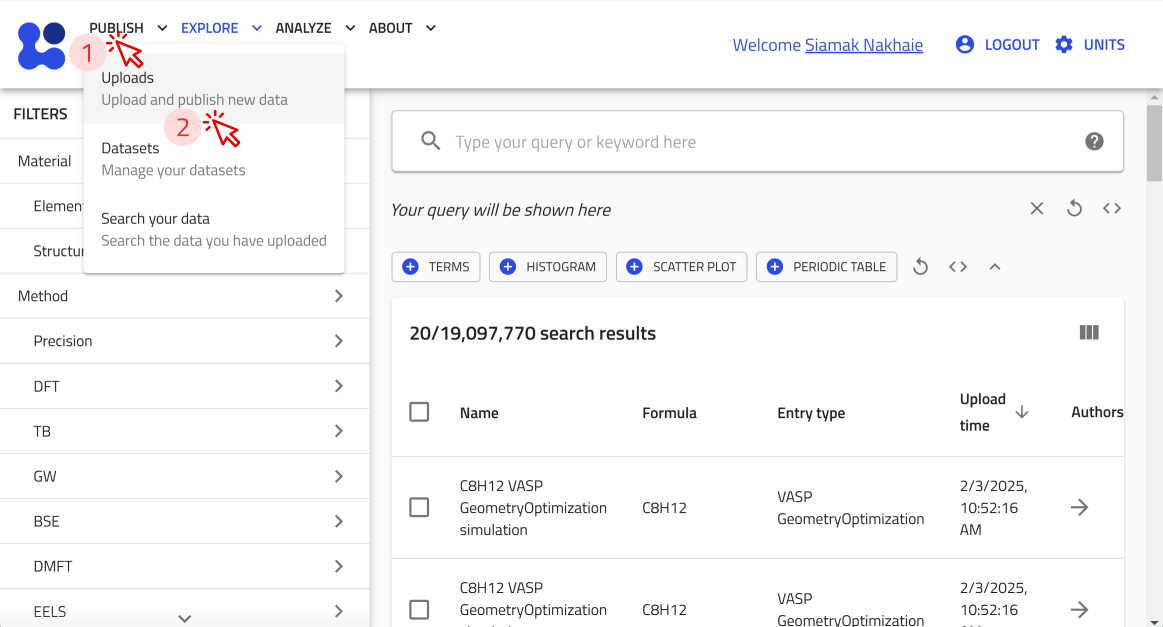 PUBLISH EXPLORE ANALYZE ABOUT
Welcome Siamak Nakhaie LOGOUT UNITS
1
Uploads
Upload and publish new data
2
Datasets
Manage your datasets
Search your data
Search the data you have uploaded
FILTERS
Material
Elemen
Structu
Method
Precision
DFT
TB
GW
BSE
DMFT
EELS
Type your query or keyword here
Your query will be shown here
TERMS HISTOGRAM SCATTER PLOT PERIODIC TABLE
20/19,097,770 search results
Name Formula Entry type Upload time Authors
C8H12 VASP
GeometryOptimization
simulation
C8H12
VASP
GeometryOptimization
2/3/2025,
10:52:16
AM
C8H12 VASP
GeometryOptimization
C8H12
VASP
GeometryOptimization
2/3/2025,
10:52:16